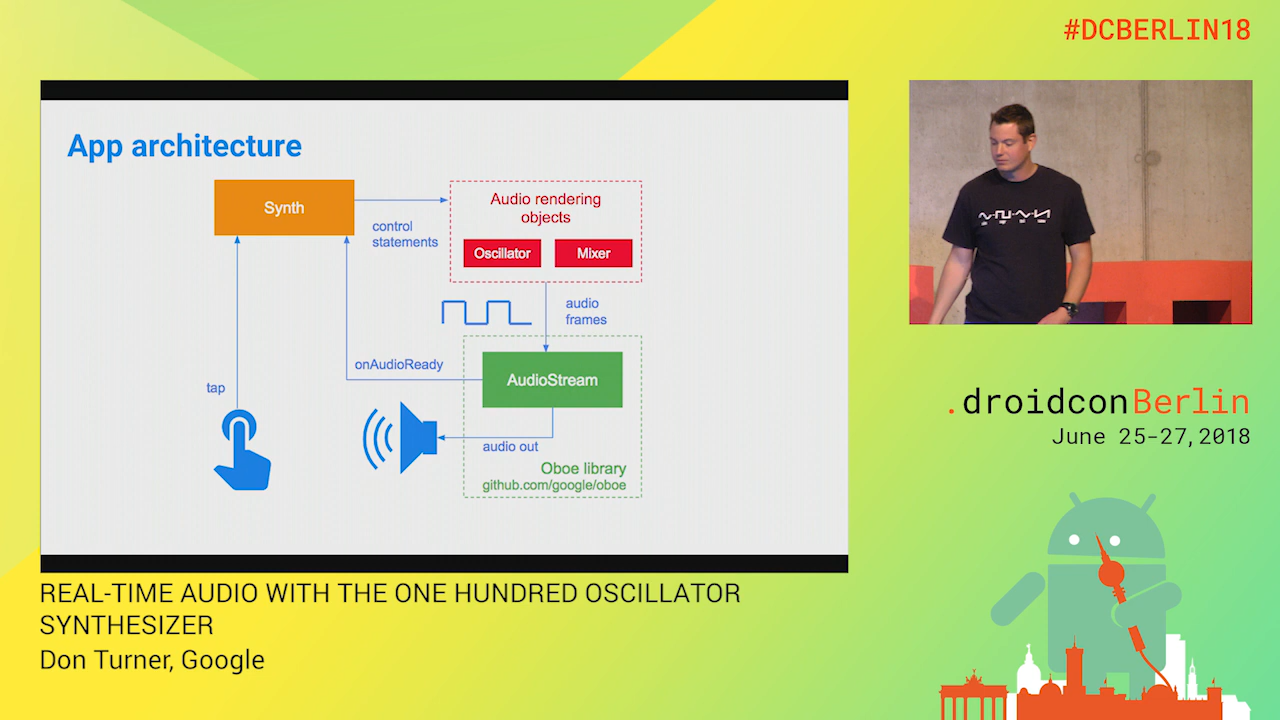 #DCBERLIN18
App architecture
Synth
control
statements
Audio rendering
objects
Oscillator
Mixer
audio
frames
onAudioReady
AudioStream
tap
audio out
Oboe library
github.com/google/oboe
.droidconBerlin
June 25-27, 2018
REAL-TIME AUDIO WITH THE ONE HUNDRED OSCILLATOR
SYNTHESIZER
Don Turner, Google